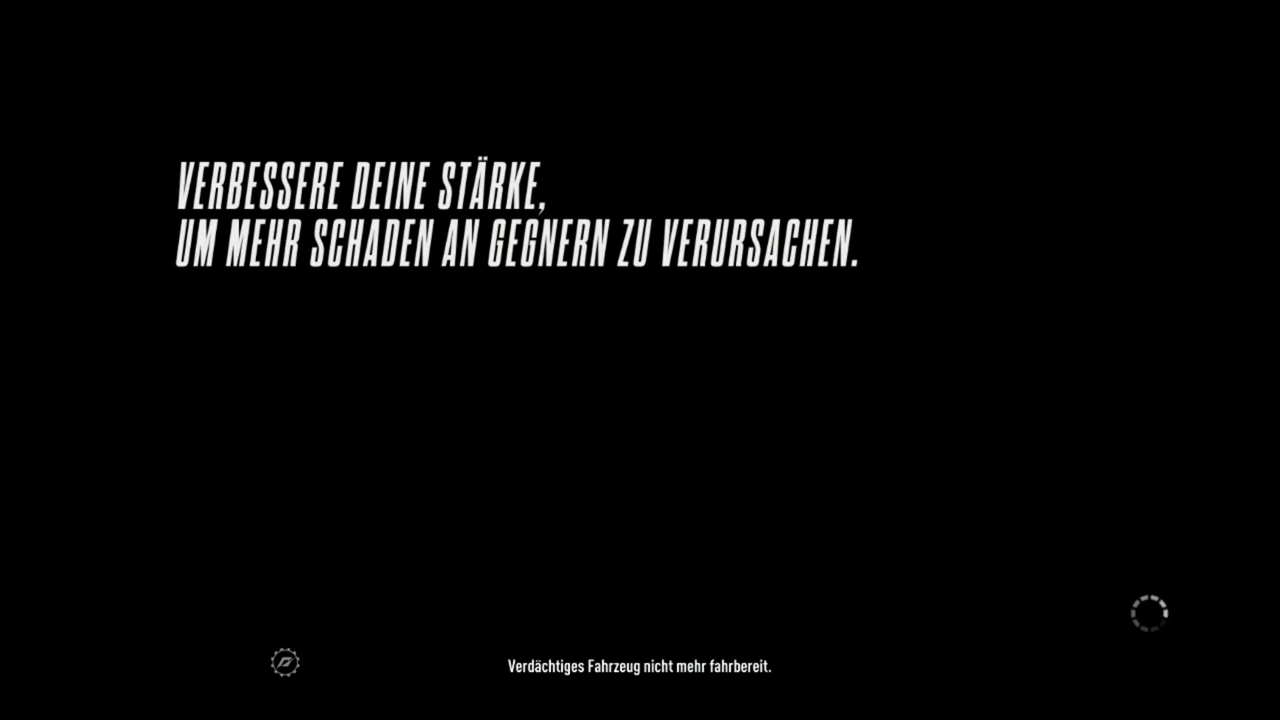 VERBESSERE DEINE STÄRKE,
UM MEHR SCHADEN AN GEGNERN ZU VERURSACHEN.
Verdächtiges Fahrzeug nicht mehr fahrbereit.